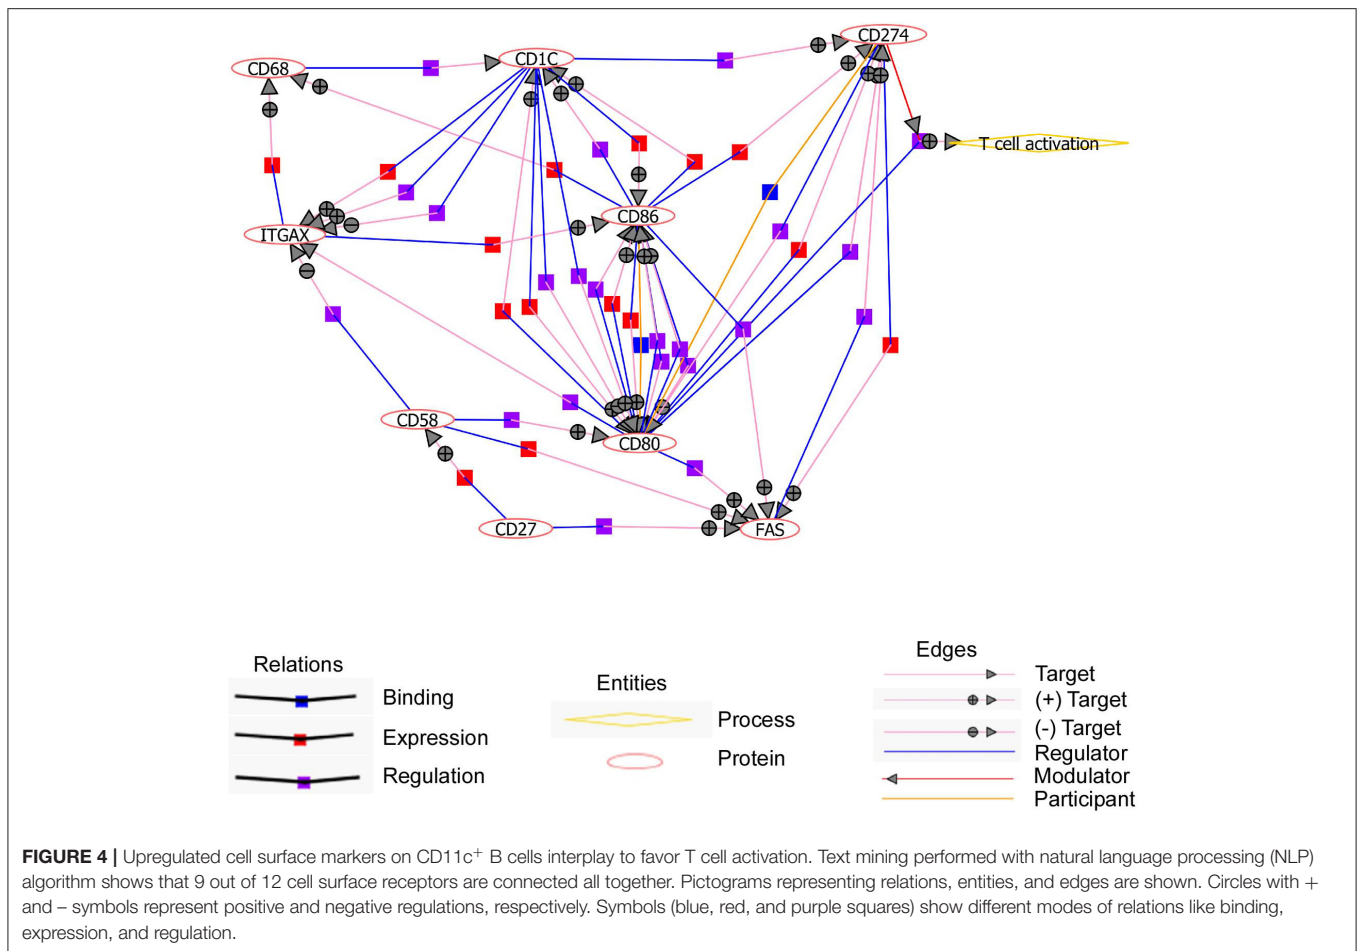 CD274
CD1C
CD68
T cell activation
CD86
ITGAX
CD58
CD80
CD27
FAS
Relations
Binding
Expression
Regulation
Entities
Process
Protein
Edges
Target
(+) Target
(-) Target
Regulator
Modulator
Participant
FIGURE 4 | Upregulated cell surface markers on CD11c+ B cells interplay to favor T cell activation. Text mining performed with natural language processing (NLP)
algorithm shows that 9 out of 12 cell surface receptors are connected all together. Pictograms representing relations, entities, and edges are shown. Circles with +
and – symbols represent positive and negative regulations, respectively. Symbols (blue, red, and purple squares) show different modes of relations like binding,
expression, and regulation.